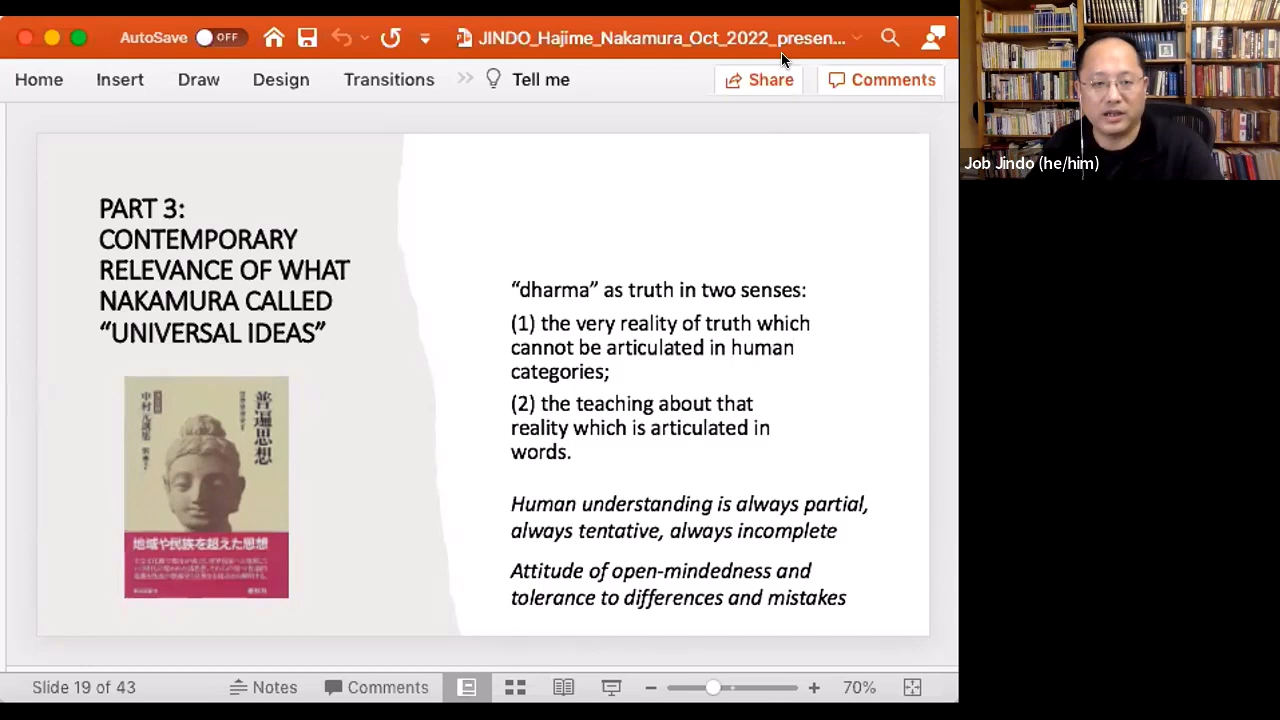 AutoSave OFF
JINDO_Hajime_Nakamura_Oct_2022_presen...
Home Insert Draw Design Transitions Tell me Share Comments
Job Jindo (he/him)
PART 3:
CONTEMPORARY
RELEVANCE OF WHAT
NAKAMURA CALLED
“UNIVERSAL IDEAS”
普遍思想
中村元選集
地域や民族を超えた思想
春秋社
“dharma” as truth in two senses:
(1) the very reality of truth which
cannot be articulated in human
categories;
(2) the teaching about that
reality which is articulated in
words.
Human understanding is always partial,
always tentative, always incomplete
Attitude of open-mindedness and
tolerance to differences and mistakes
Slide 19 of 43 Notes Comments 70%